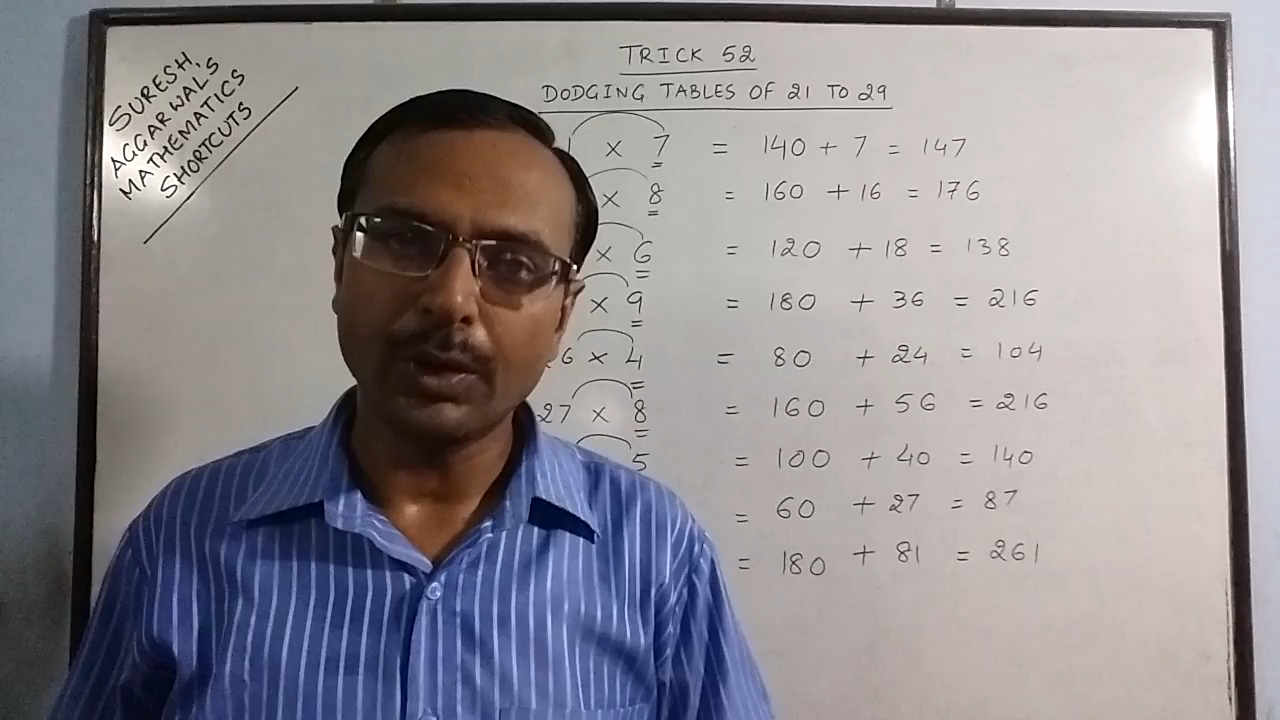 SURESH
AGGARWAL'S
MATHEMATICS
SHORTCUTS
TRICK 52
DODGING TABLES OF 21 TO 29
1 × 7 = 140 + 7 = 147
× 8 = 160 + 16 = 176
× 6 = 120 + 18 = 138
× 9 = 180 + 36 = 216
6 × 4 = 80 + 24 = 104
27 × 8 = 160 + 56 = 216
5 = 100 + 40 = 140
= 60 + 27 = 87
= 180 + 81 = 261